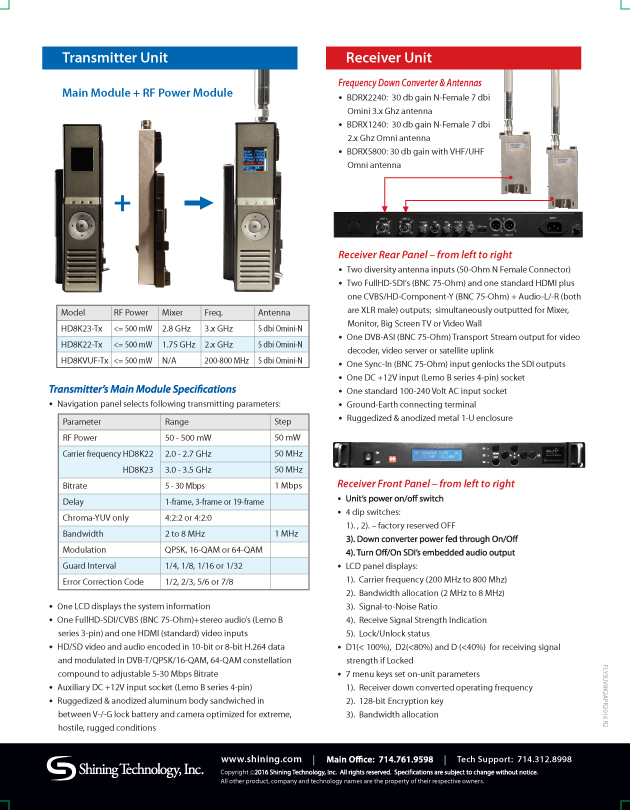 Transmitter Unit
Main Module + RF Power Module
+
Model RF Power Mixer Freq. Antenna
HD8K23-Tx <= 500 mW 2.8 GHz 3.x GHz 5 dbi Omini-N
HD8K22-Tx <= 500 mW 1.75 GHz 2.x GHz 5 dbi Omini-N
HD8KVUF-Tx <= 500 mW N/A 200-800 MHz 5 dbi Omini-N
Transmitter's Main Module Specifications
• Navigation panel selects following transmitting parameters:
Parameter Range Step
RF Power 50 - 500 mW 50 mW
Carrier frequency HD8K22 2.0 - 2.7 GHz 50 MHz
HD8K23 3.0 - 3.5 GHz 50 MHz
Bitrate 5 - 30 Mbps 1 Mbps
Delay 1-frame, 3-frame or 19-frame
Chroma-YUV only 4:2:2 or 4:2:0
Bandwidth 2 to 8 MHz 1 MHz
Modulation QPSK, 16-QAM or 64-QAM
Guard Interval 1/4, 1/8, 1/16 or 1/32
Error Correction Code 1/2, 2/3, 5/6 or 7/8
• One LCD displays the system information
• One FullHD-SDI/CVBS (BNC 75-Ohm)+stereo audio's (Lemo B
series 3-pin) and one HDMI (standard) video inputs
• HD/SD video and audio encoded in 10-bit or 8-bit H.264 data
and modulated in DVB-T/QPSK/16-QAM, 64-QAM constellation
compound to adjustable 5-30 Mbps Bitrate
• Auxiliary DC +12V input socket (Lemo B series 4-pin)
• Ruggedized & anodized aluminum body sandwiched in
between V-/-G lock battery and camera optimized for extreme,
hostile, rugged conditions
Receiver Unit
Frequency Down Converter & Antennas
• BDRX2240: 30 db gain N-Female 7 dbi
Omini 3.x Ghz antenna
• BDRX1240: 30 db gain N-Female 7 dbi
2.x Ghz Omni antenna
• BDRX5800: 30 db gain with VHF/UHF
Omni antenna
Receiver Rear Panel – from left to right
• Two diversity antenna inputs (50-Ohm N Female Connector)
• Two FullHD-SDI's (BNC 75-Ohm) and one standard HDMI plus
one CVBS/HD-Component-Y (BNC 75-Ohm) + Audio-L/-R (both
are XLR male) outputs; simultaneously outputted for Mixer,
Monitor, Big Screen TV or Video Wall
• One DVB-ASI (BNC 75-Ohm) Transport Stream output for video
decoder, video server or satellite uplink
• One Sync-In (BNC 75-Ohm) input genlocks the SDI outputs
• One DC +12V input (Lemo B series 4-pin) socket
• One standard 100-240 Volt AC input socket
• Ground-Earth connecting terminal
• Ruggedized & anodized metal 1-U enclosure
Receiver Front Panel – from left to right
• Unit's power on/off switch
• 4 dip switches:
1). , 2). – factory reserved OFF
3). Down converter power fed through On/Off
4). Turn Off/On SDI's embedded audio output
• LCD panel displays:
1). Carrier frequency (200 MHz to 800 Mhz)
2). Bandwidth allocation (2 MHz to 8 MHz)
3). Signal-to-Noise Ratio
4). Receive Signal Strength Indication
5). Lock/Unlock status
• D1(< 100%), D2(<80%) and D (<40%) for receiving signal
strength if Locked
• 7 menu keys set on-unit parameters
1). Receiver down converted operating frequency
2). 128-bit Encryption key
3). Bandwidth allocation
Shining Technology, Inc.
www.shining.com | Main Office: 714.761.9598 | Tech Support: 714.312.8998
Copyright ©2016 Shining Technology, Inc. All rights reserved. Specifications are subject to change without notice.
All other product, company and technology names are the property of their respective owners.